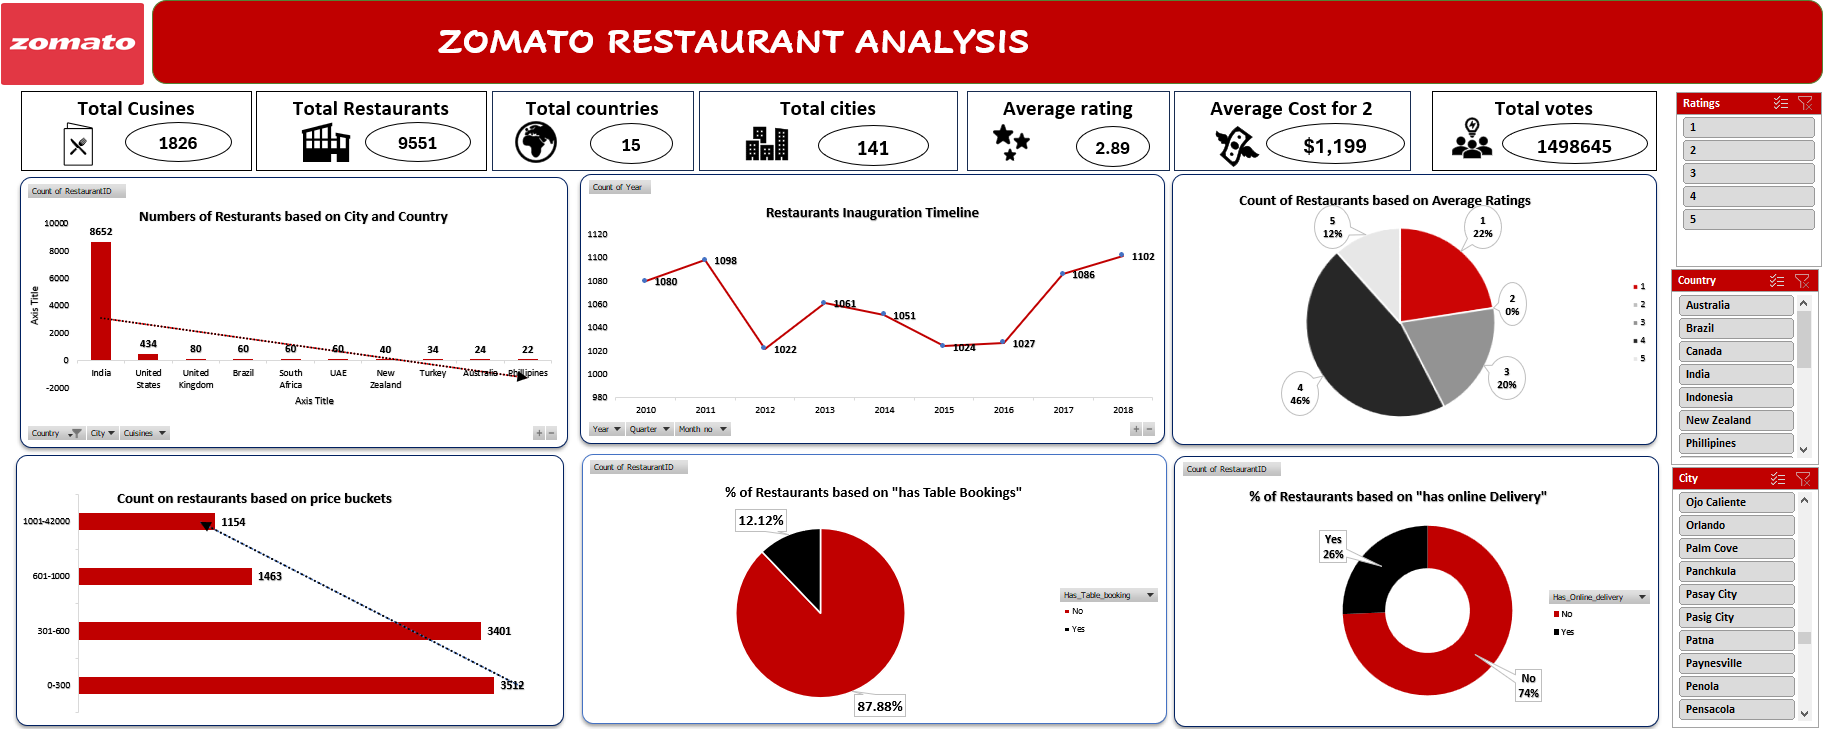 zomato
ZOMATO RESTAURANT ANALYSIS
Total Cusines
1826
Total Restaurants
9551
Total countries
15
Total cities
141
Average rating
2.89
Average Cost for 2
$1,199
Total votes
1498645
Ratings
1
2
3
4
5
Count of RestaurantID
Numbers of Resturants based on City and Country
Axis Title
10000
8000
6000
4000
2000
0
-2000
8652
434
80
60
60
60
40
34
24
22
India
United States
United Kingdom
Brazil
South Africa
UAE
New Zealand
Turkey
Australia
Phillipines
Axis Title
Country
City
Cuisines
Count of Year
Restaurants Inauguration Timeline
1120
1100
1080
1060
1040
1020
1000
980
1080
1098
1022
1061
1051
1024
1027
1086
1102
2010
2011
2012
2013
2014
2015
2016
2017
2018
Year
Quarter
Month no
Count of Restaurants based on Average Ratings
5
12%
1
22%
2
0%
3
20%
4
46%
1
2
3
4
5
Country
Australia
Brazil
Canada
India
Indonesia
New Zealand
Phillipines
Count on restaurants based on price buckets
1001-42000
1154
601-1000
1463
301-600
3401
0-300
3512
Count of RestaurantID
% of Restaurants based on "has Table Bookings"
12.12%
87.88%
Has_Table_booking
No
Yes
Count of RestaurantID
% of Restaurants based on "has online Delivery"
Yes
26%
No
74%
Has_Online_delivery
No
Yes
City
Ojo Caliente
Orlando
Palm Cove
Panchkula
Pasay City
Pasig City
Patna
Paynesville
Penola
Pensacola